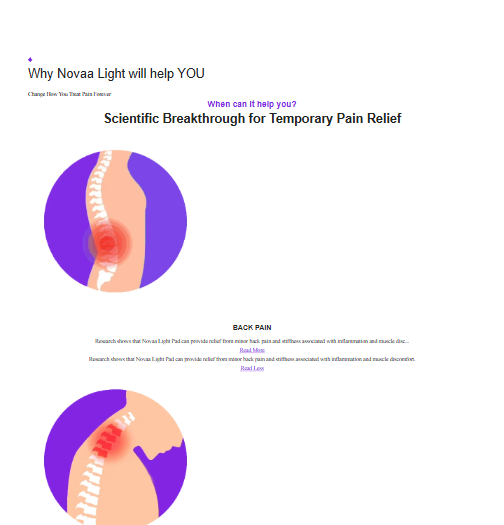 Why Novaa Light will help YOU
Change How You Treat Pain Forever
When can it help you?
Scientific Breakthrough for Temporary Pain Relief
BACK PAIN
Research shows that Novaa Light Pad can provide relief from minor back pain and stiffness associated with inflammation and muscle disc...
Read More
Research shows that Novaa Light Pad can provide relief from minor back pain and stiffness associated with inflammation and muscle discomfort.
Read Less